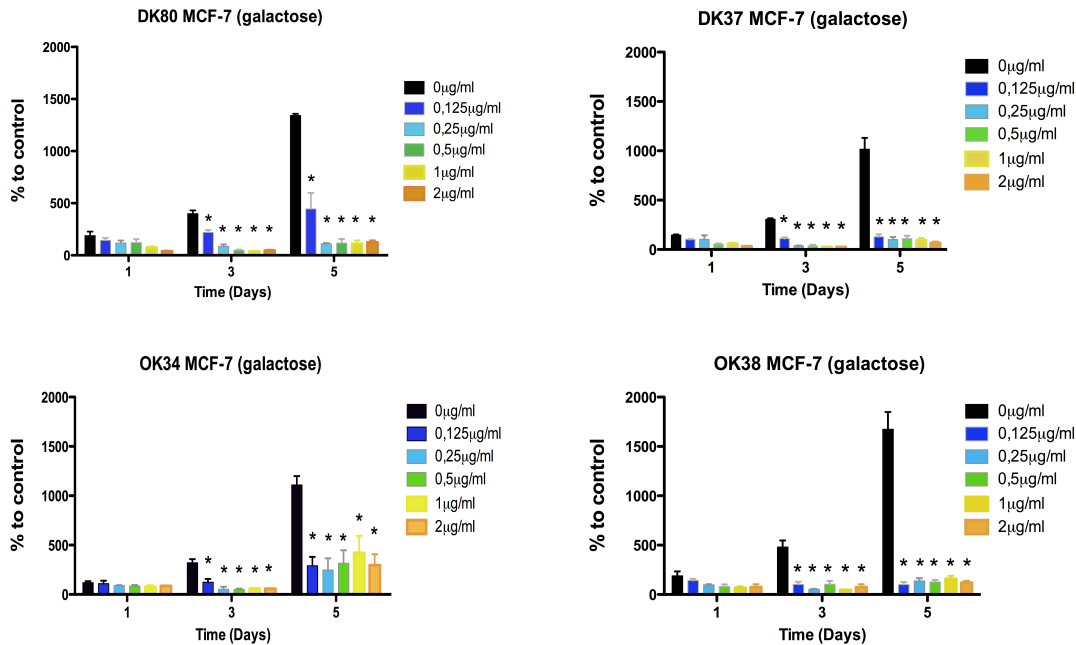 DK80 MCF-7 (galactose)
% to control
2000
1500
1000
500
0
* * * * *
* * * * *
1 3 5
Time (Days)
0µg/ml
0,125µg/ml
0,25µg/ml
0,5µg/ml
1µg/ml
2µg/ml
DK37 MCF-7 (galactose)
% to control
2000
1500
1000
500
0
* * * * *
* * * * *
1 3 5
Time (Days)
0µg/ml
0,125µg/ml
0,25µg/ml
0,5µg/ml
1µg/ml
2µg/ml
OK34 MCF-7 (galactose)
% to control
2000
1500
1000
500
0
* * * * *
* * * * *
1 3 5
Time (Days)
0µg/ml
0,125µg/ml
0,25µg/ml
0,5µg/ml
1µg/ml
2µg/ml
OK38 MCF-7 (galactose)
% to control
2000
1500
1000
500
0
* * * * *
* * * * *
1 3 5
Time (Days)
0µg/ml
0,125µg/ml
0,25µg/ml
0,5µg/ml
1µg/ml
2µg/ml